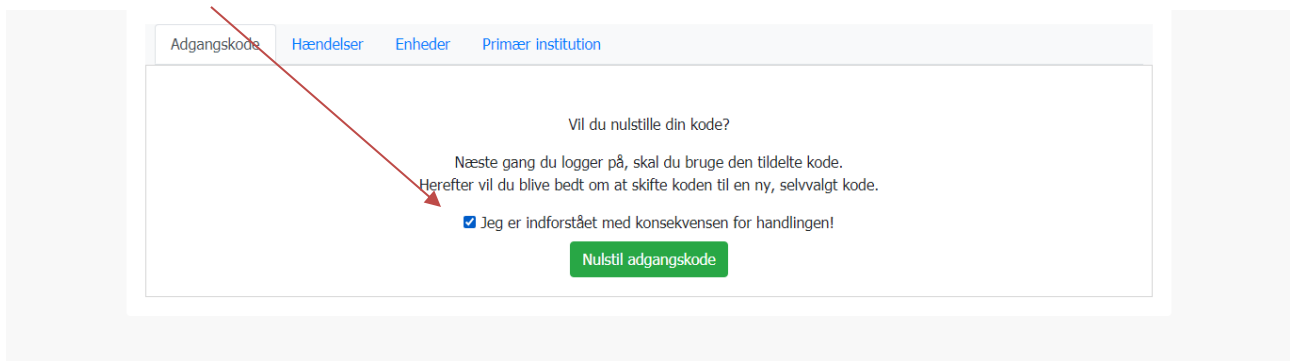 Adgangskode Hændelser Enheder Primær institution
Vil du nulstille din kode?
Næste gang du logger på, skal du bruge den tildelte kode.
Herefter vil du blive bedt om at skifte koden til en ny, selvvalgt kode.
Jeg er indforstået med konsekvensen for handlingen!
Nulstil adgangskode